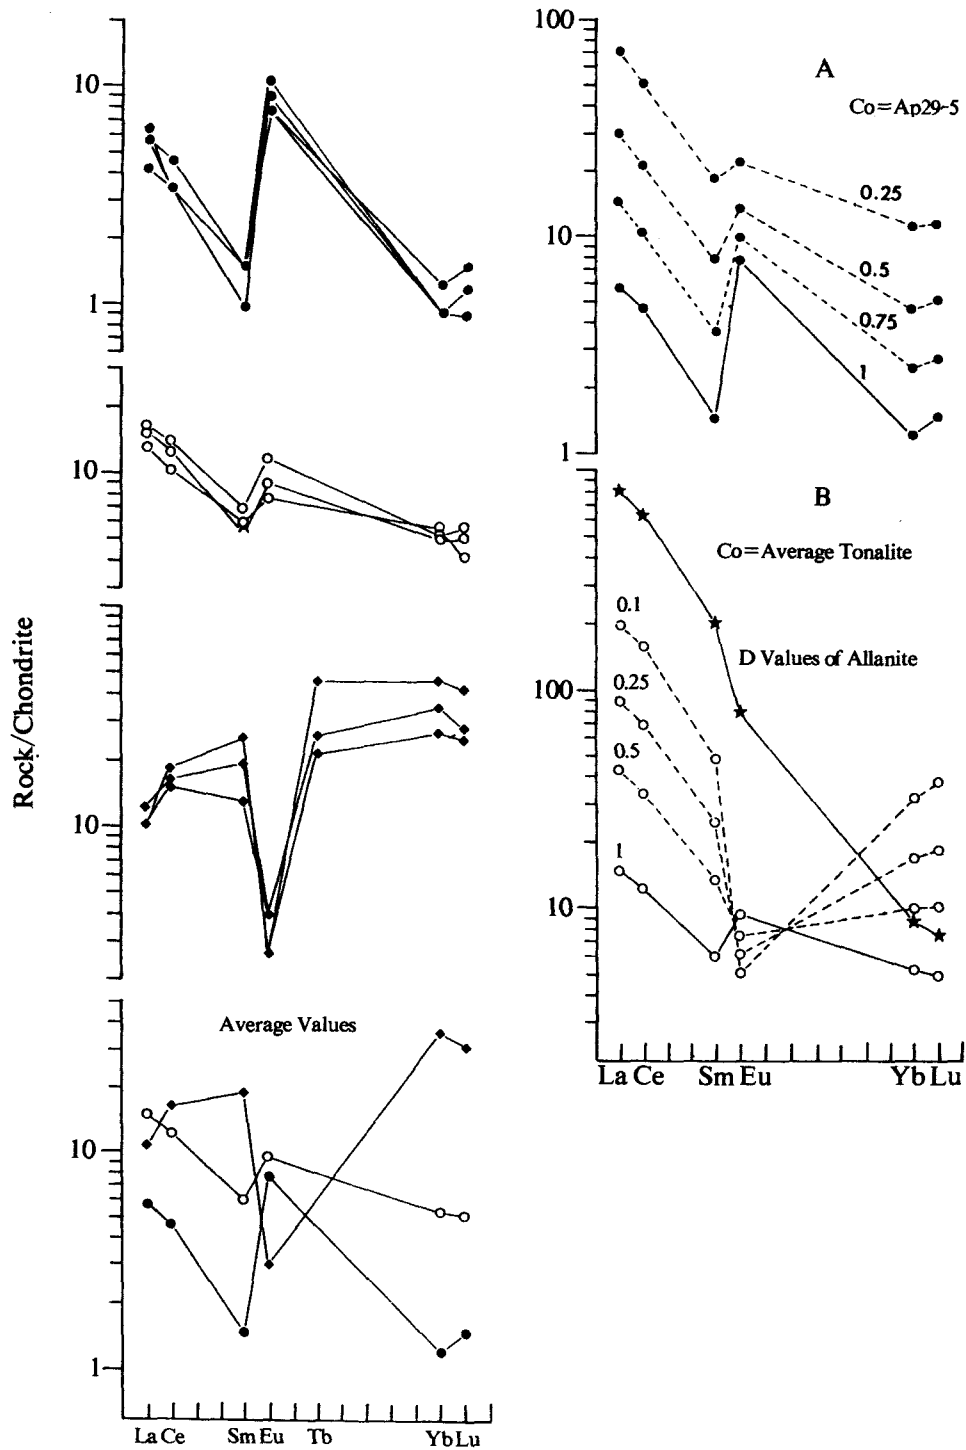 Rock/Chondrite
10
1
10
10
Average Values
10
1
La Ce Sm Eu Tb Yb Lu
100
A
Co=Ap29-5
0.25
10
0.5
0.75
1
1
B
Co=Average Tonalite
0.1
D Values of Allanite
0.25
100
0.5
1
10
La Ce Sm Eu Yb Lu